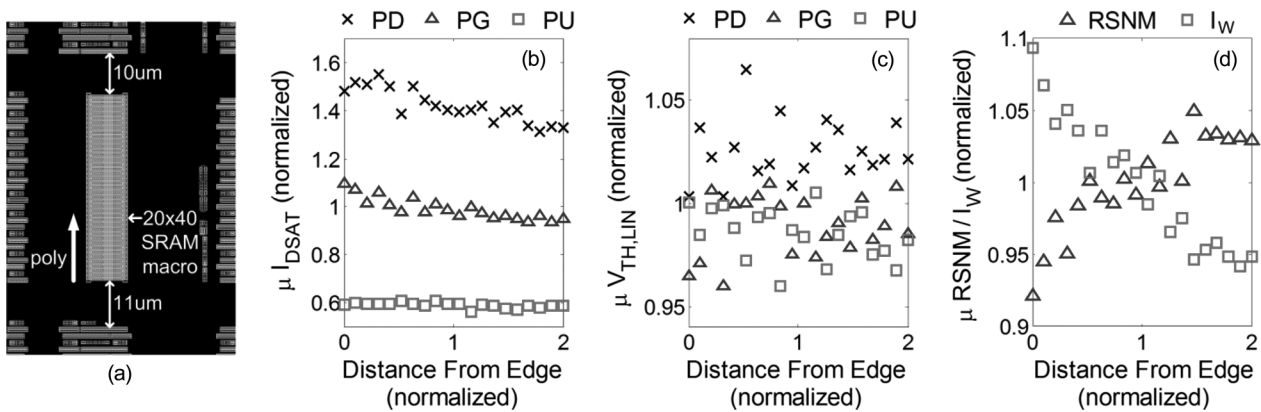 10um
20x40
SRAM
macro
poly
11um
(a)
PD PG PU
(b)
μ I_DSAT (normalized)
1.6
1.4
1.2
1
0.8
0.6
0 1 2
Distance From Edge
(normalized)
PD PG PU
(c)
μ V_TH,LIN (normalized)
1.05
1
0.95
0 1 2
Distance From Edge
(normalized)
RSNM I_W
(d)
μ RSNM / I_W (normalized)
1.1
1.05
1
0.95
0.9
0 1 2
Distance From Edge
(normalized)